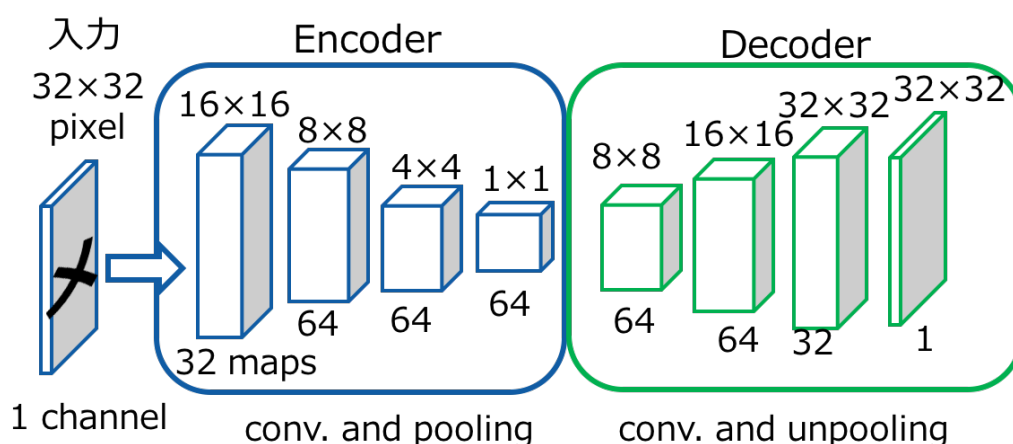 入力
32×32
pixel
メ
1 channel
Encoder
16×16
8×8
4×4
1×1
32 maps
64
64
64
conv. and pooling
Decoder
8×8
16×16
32×32
32×32
64
64
32
1
conv. and unpooling